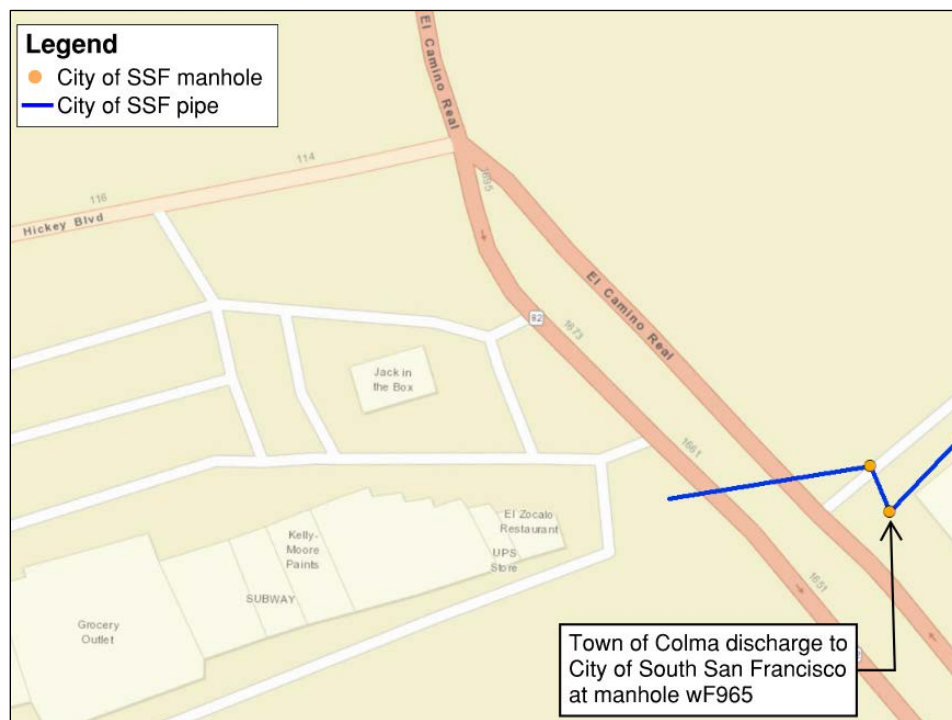 Legend
City of SSF manhole
City of SSF pipe
El Camino Real
114
116
Hickey Blvd
1695
El Camino Real
82
1673
Jack in
the Box
1661
El Zocalo
Restaurant
Kelly-
Moore
Paints
UPS
Store
SUBWAY
1651
Grocery
Outlet
Town of Colma discharge to
City of South San Francisco
at manhole wF965